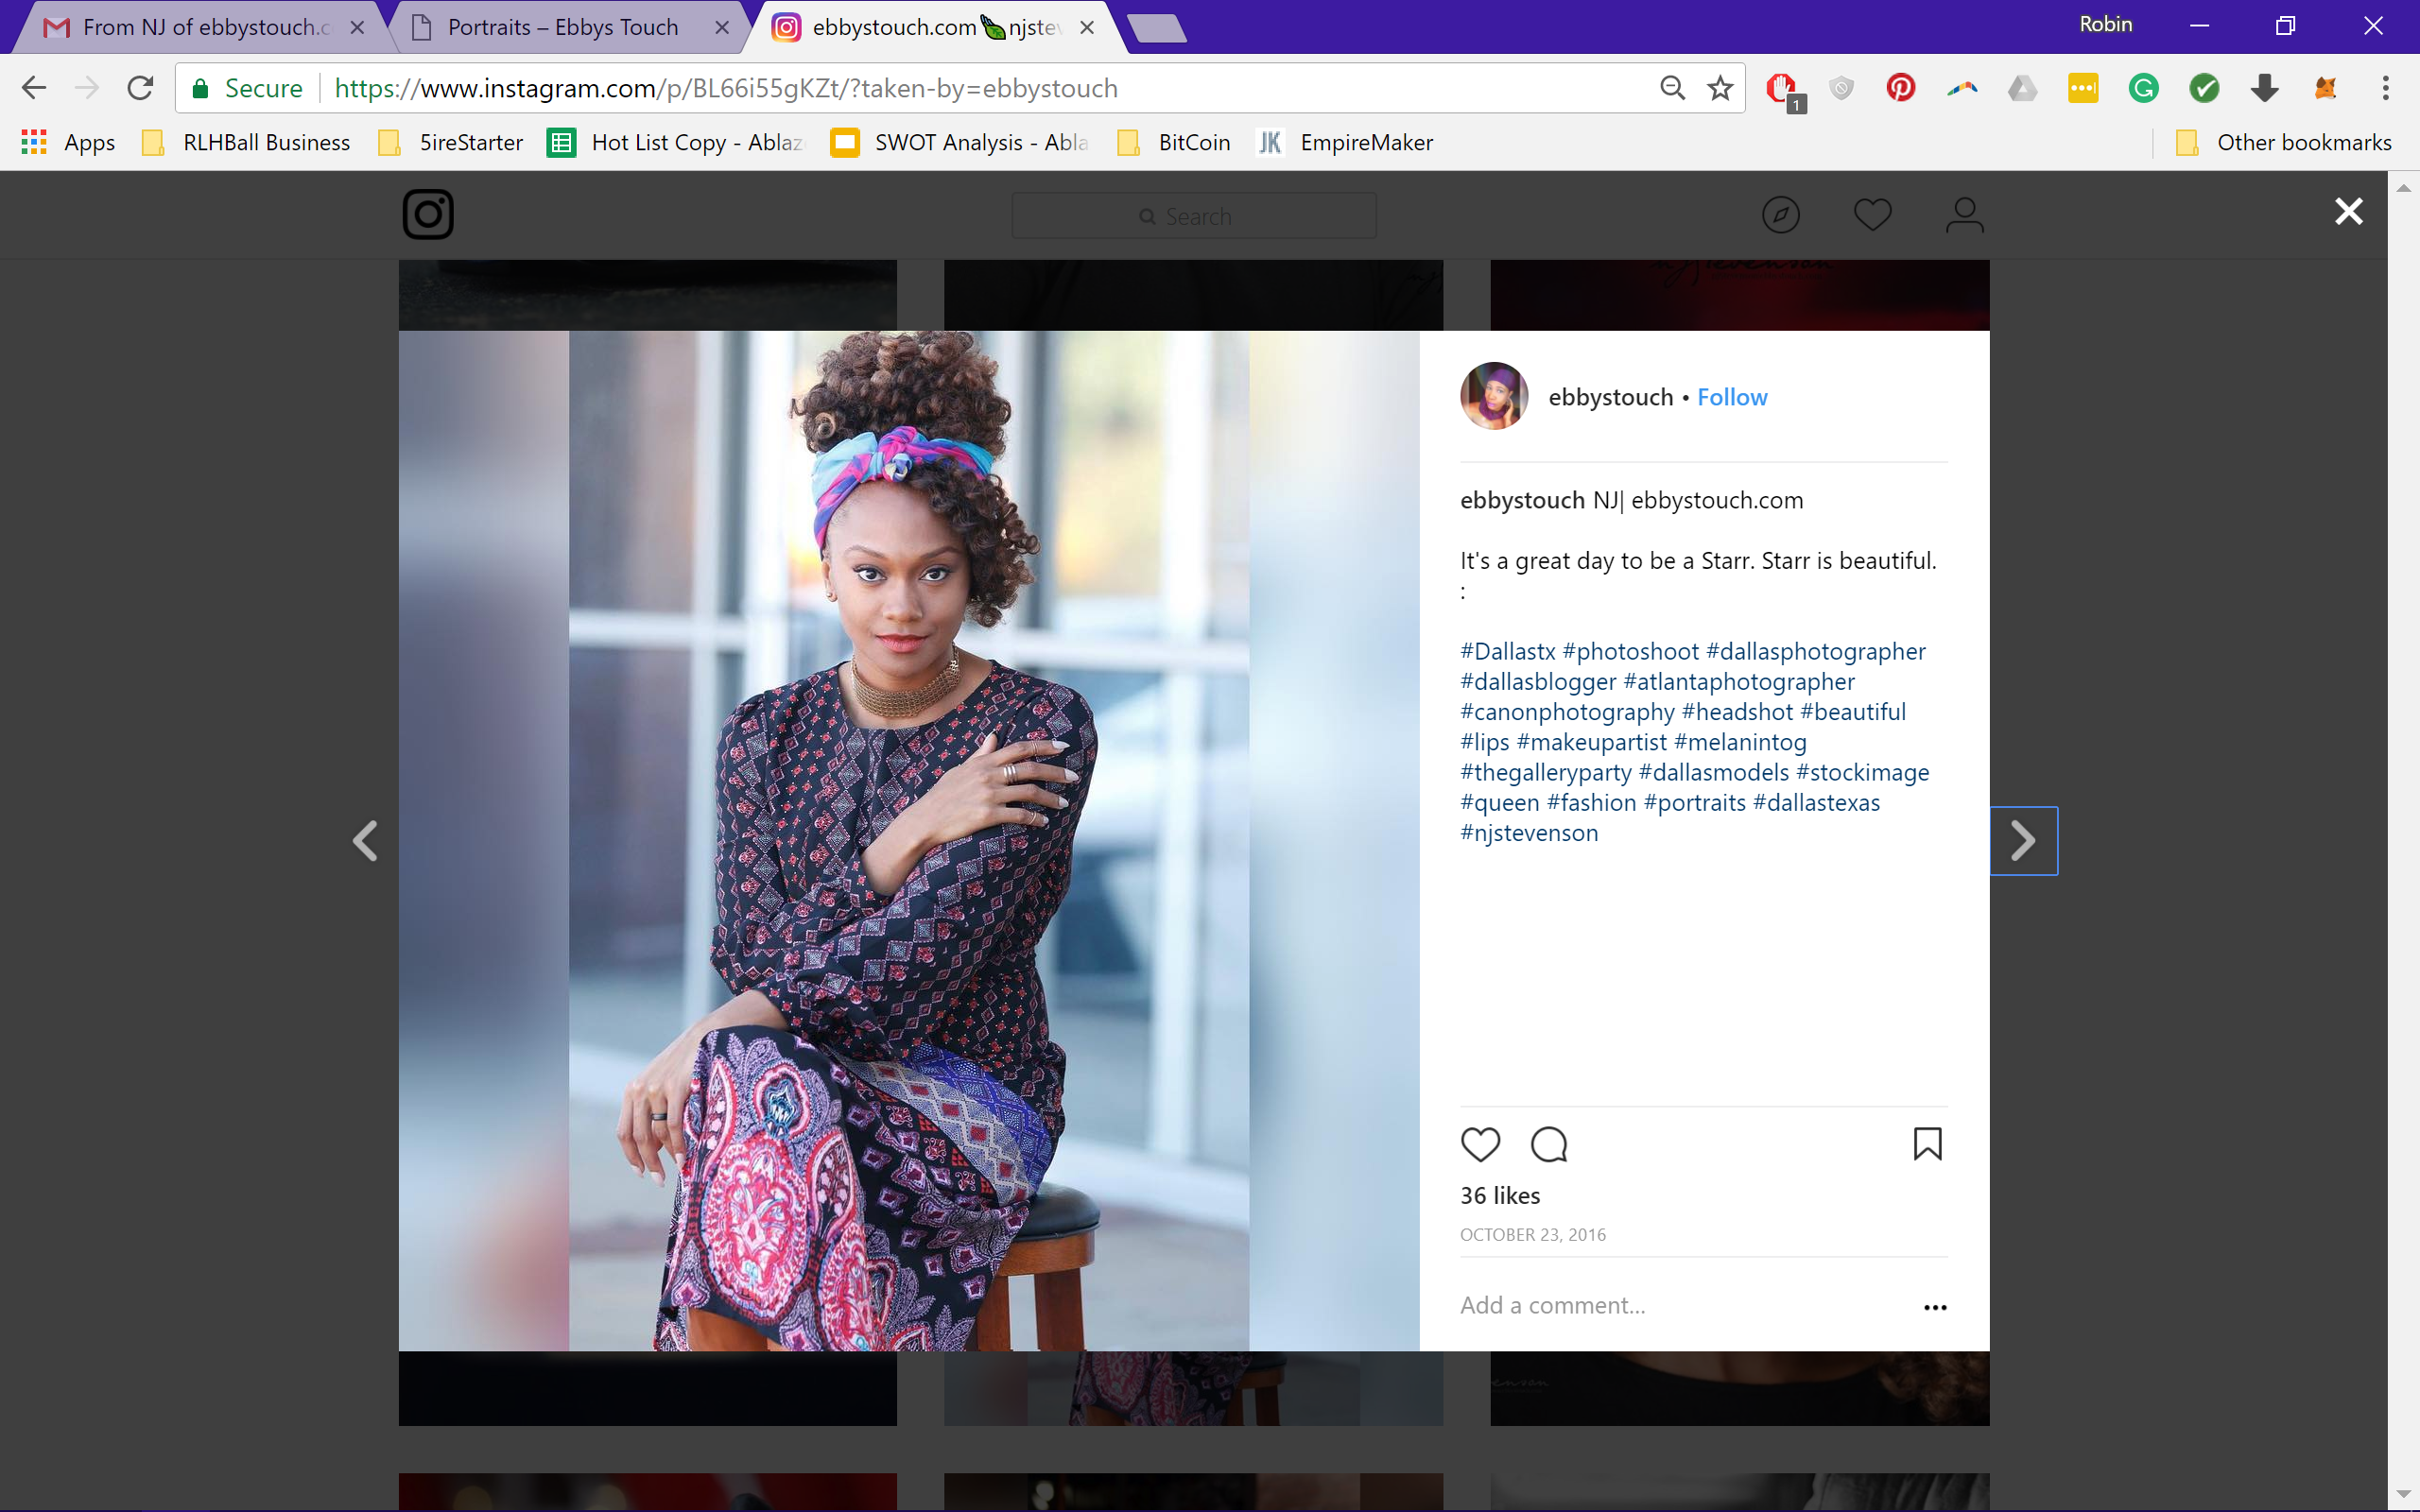 From NJ of ebbystouch.c
Portraits – Ebbys Touch
ebbystouch.com njste
Robin
Secure
https://www.instagram.com/p/BL66i55gKZt/?taken-by=ebbystouch
1
Apps
RLHBall Business
5ireStarter
Hot List Copy - Ablaz
SWOT Analysis - Abla
BitCoin
JK
EmpireMaker
Other bookmarks
Search
ebbystouch • Follow
ebbystouch NJ| ebbystouch.com
It's a great day to be a Starr. Starr is beautiful.
:
#Dallastx #photoshoot #dallasphotographer
#dallasblogger #atlantaphotographer
#canonphotography #headshot #beautiful
#lips #makeupartist #melanintog
#thegalleryparty #dallasmodels #stockimage
#queen #fashion #portraits #dallastexas
#njstevenson
36 likes
OCTOBER 23, 2016
Add a comment...